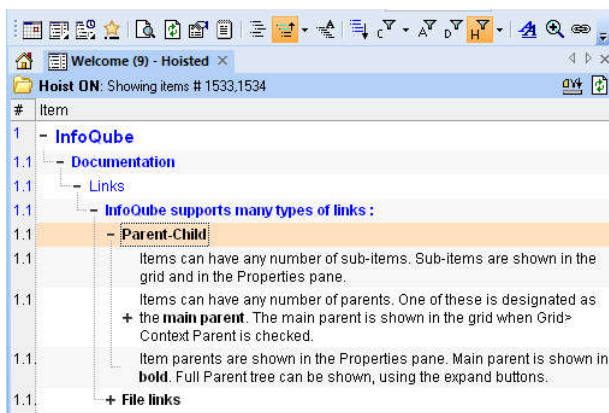 Welcome (9) - Hoisted
Hoist ON: Showing items # 1533,1534
# Item
1 InfoQube
1.1 Documentation
1.1 Links
1.1 InfoQube supports many types of links :
1.1 Parent-Child
1.1 Items can have any number of sub-items. Sub-items are shown in the
grid and in the Properties pane.
1.1 Items can have any number of parents. One of these is designated as
the main parent. The main parent is shown in the grid when Grid>
Context Parent is checked.
1.1. Item parents are shown in the Properties pane. Main parent is shown in
bold. Full Parent tree can be shown, using the expand buttons.
1.1. File links